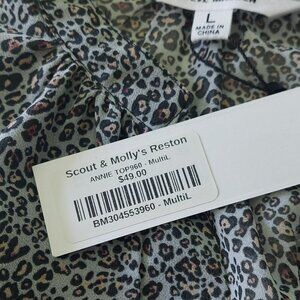 L
MADE IN
CHINA
Scout & Molly's Reston
ANNIE TOP960 - MultiL
$49.00
BM304553960 - MultiL